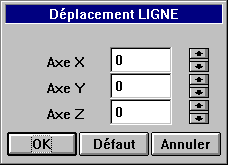 Déplacement LIGNE
Axe X 0
Axe Y 0
Axe Z 0
OK Défaut Annuler